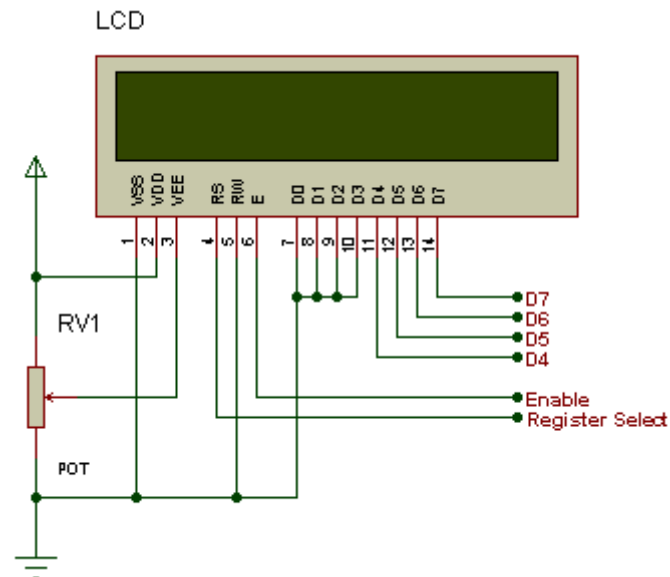 LCD
VSS VDD VEE RS RW E D0 D1 D2 D3 D4 D5 D6 D7
1 2 3 4 5 6 7 8 9 10 11 12 13 14
D7
D6
RV1
D5
D4
Enable
Register Select
POT